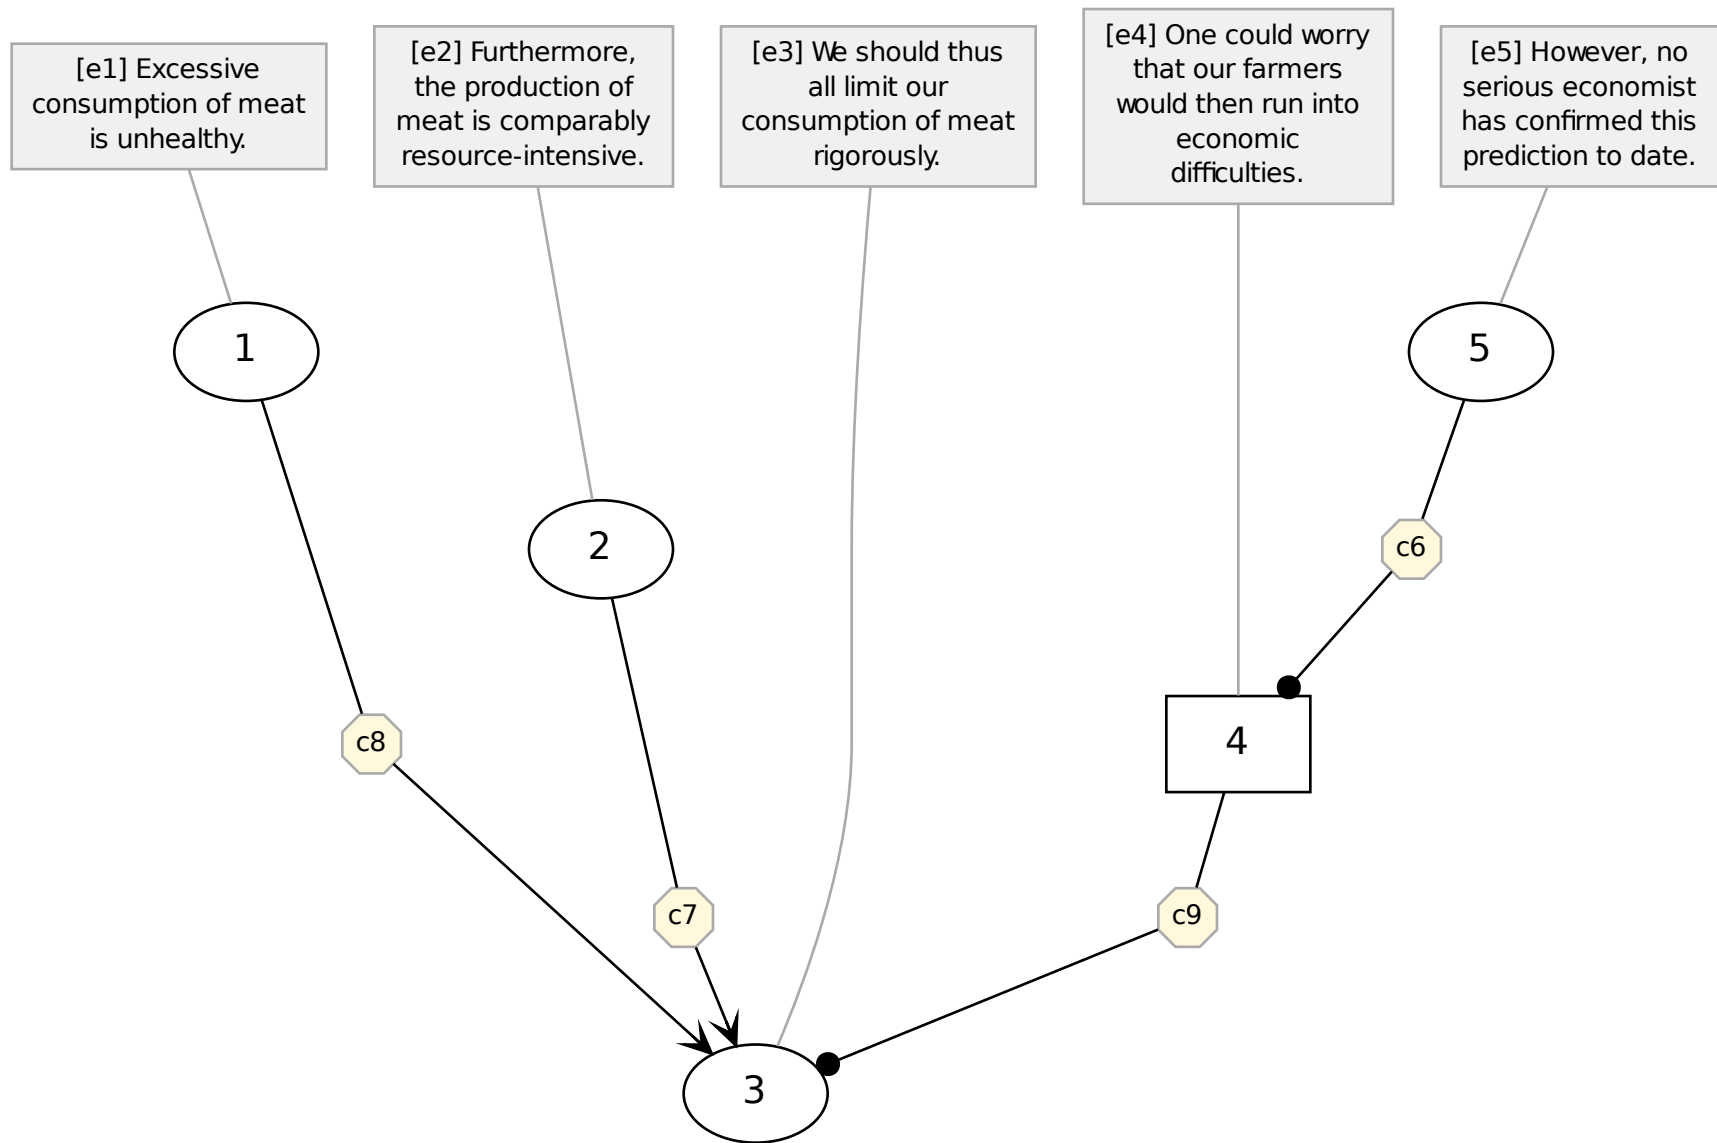 [e1] Excessive
consumption of meat
is unhealthy.
[e2] Furthermore,
the production of
meat is comparably
resource-intensive.
[e3] We should thus
all limit our
consumption of meat
rigorously.
[e4] One could worry
that our farmers
would then run into
economic
difficulties.
[e5] However, no
serious economist
has confirmed this
prediction to date.
1
5
2
c6
c8
4
c7
c9
3